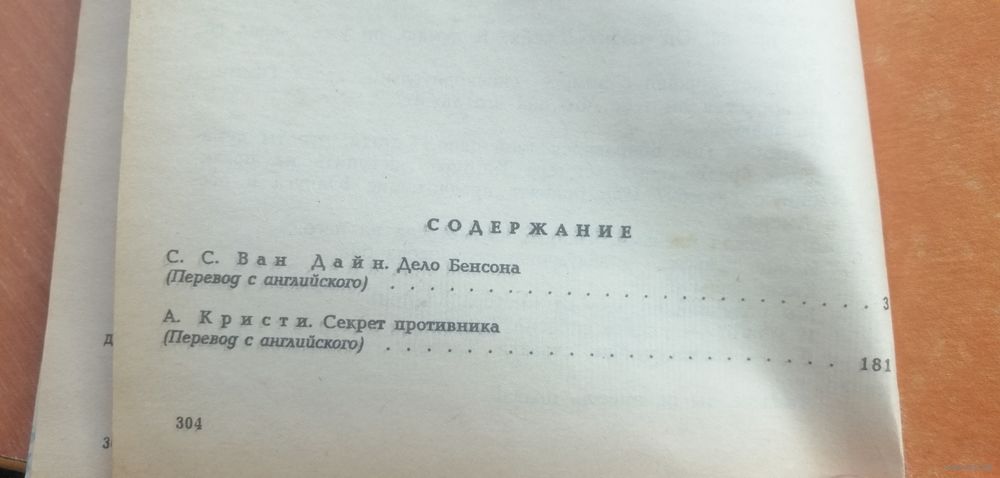 СОДЕРЖАНИЕ
С. С. Ван Дайн. Дело Бенсона
(Перевод с английского) . . . . . . . . . . . . . . . . . . . . . . . . 3
А. Кристи. Секрет противника
(Перевод с английского) . . . . . . . . . . . . . . . . . . . . . . . 181
304